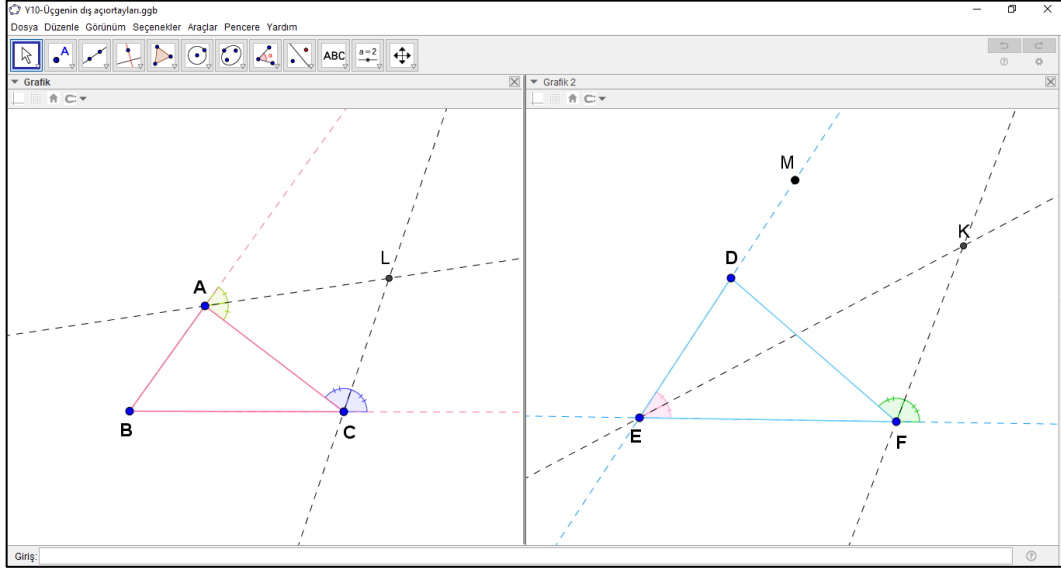 Y10-Üçgenin dış açıortayları.ggb
Dosya Düzenle Görünüm Seçenekler Araçlar Pencere Yardım
A ABC a=2
Grafik
Grafik 2
M
K
D
L
A
B
C
E
F
Giriş: